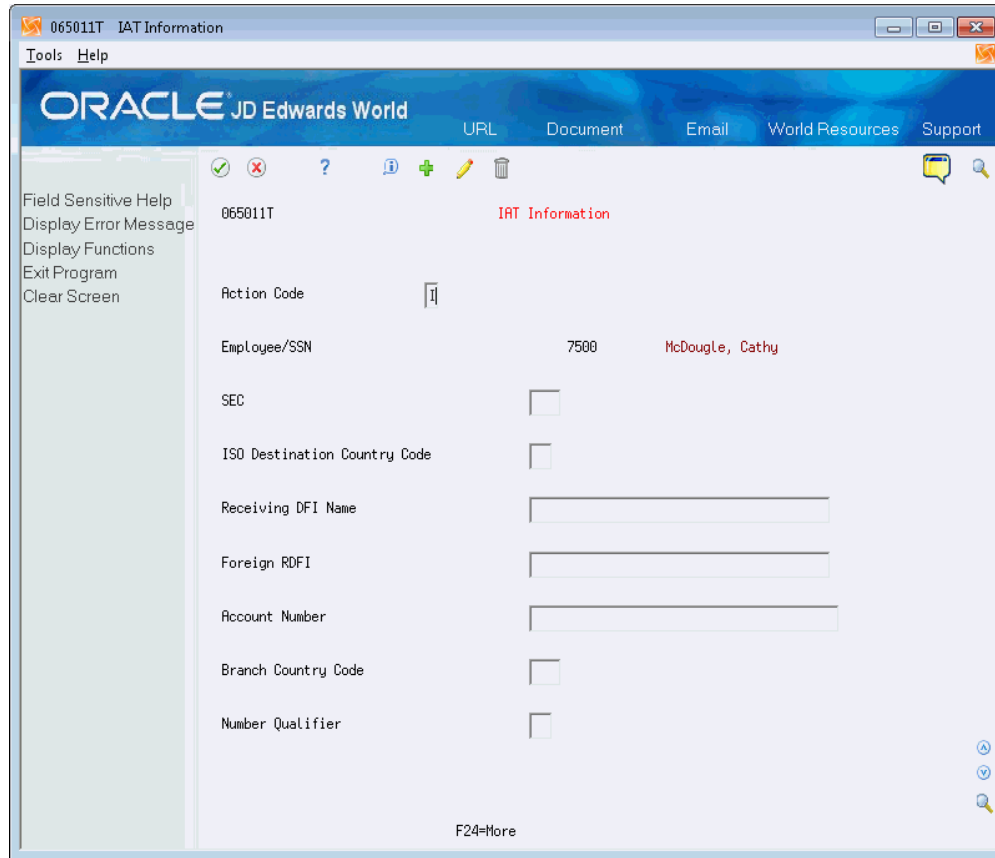 065011T IAT Information
Tools Help
ORACLE JD Edwards World
URL Document Email World Resources Support
Field Sensitive Help
Display Error Message
Display Functions
Exit Program
Clear Screen
065011T IAT Information
Action Code I
Employee/SSN 7500 McDougle, Cathy
SEC
ISO Destination Country Code
Receiving DFI Name
Foreign RDFI
Account Number
Branch Country Code
Number Qualifier
F24=More